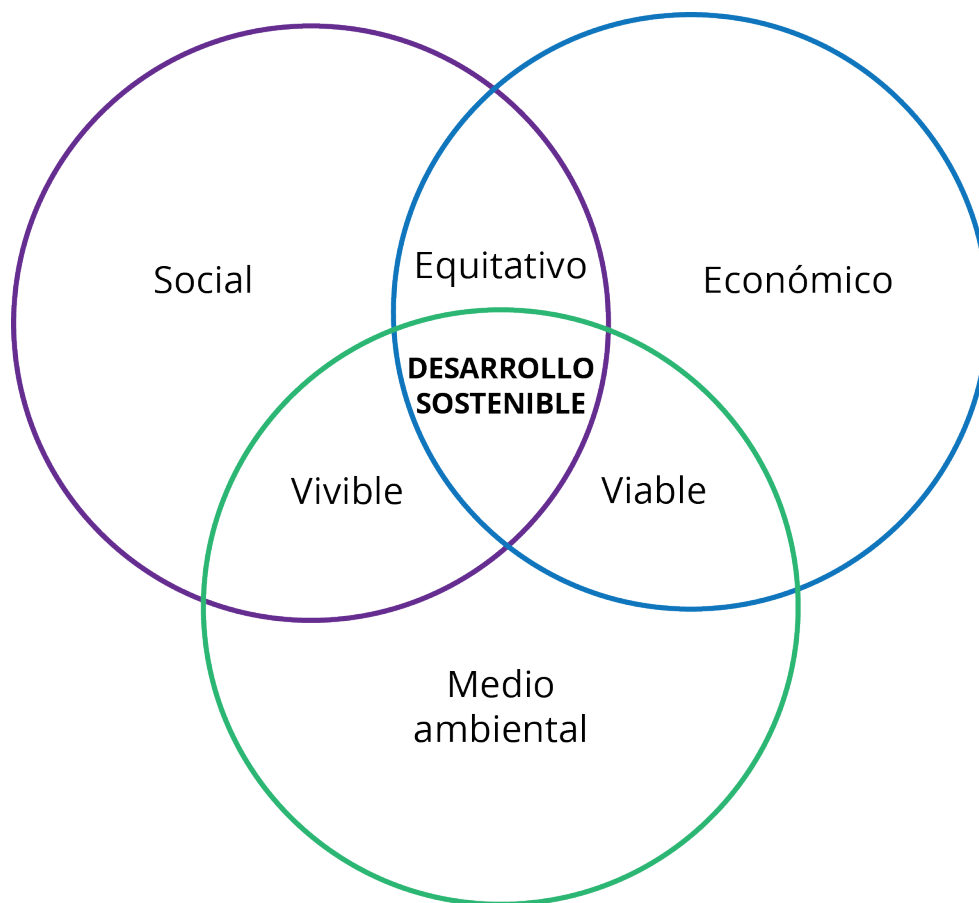 Social
Equitativo
Económico
DESARROLLO
SOSTENIBLE
Vivible
Viable
Medio
ambiental